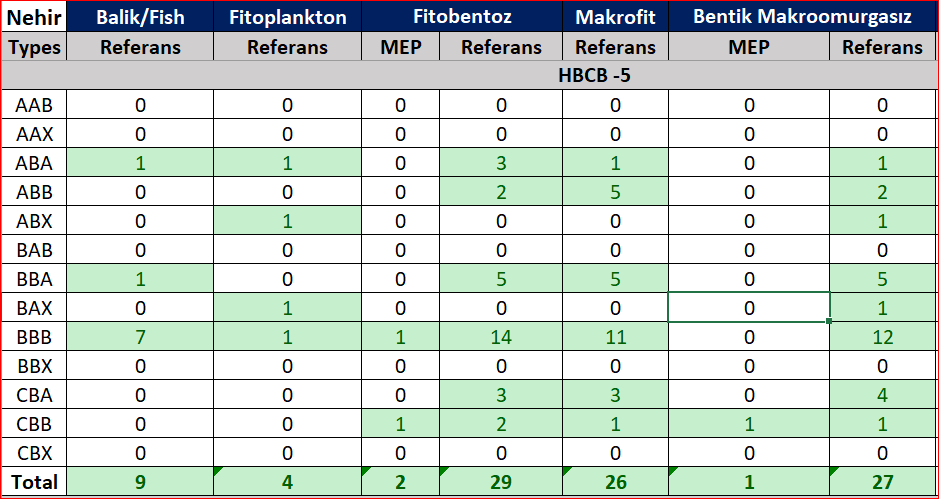 Nehir Balik/Fish Fitoplankton Fitobentoz Makrofit Bentik Makroomurgasız
Types Referans Referans MEP Referans Referans MEP Referans
HBCB -5
AAB 0 0 0 0 0 0 0
AAX 0 0 0 0 0 0 0
ABA 1 1 0 3 1 0 1
ABB 0 0 0 2 5 0 2
ABX 0 1 0 0 0 0 1
BAB 0 0 0 0 0 0 0
BBA 1 0 0 5 5 0 5
BAX 0 1 0 0 0 0 1
BBB 7 1 1 14 11 0 12
BBX 0 0 0 0 0 0 0
CBA 0 0 0 3 3 0 4
CBB 0 0 1 2 1 1 1
CBX 0 0 0 0 0 0 0
Total 9 4 2 29 26 1 27